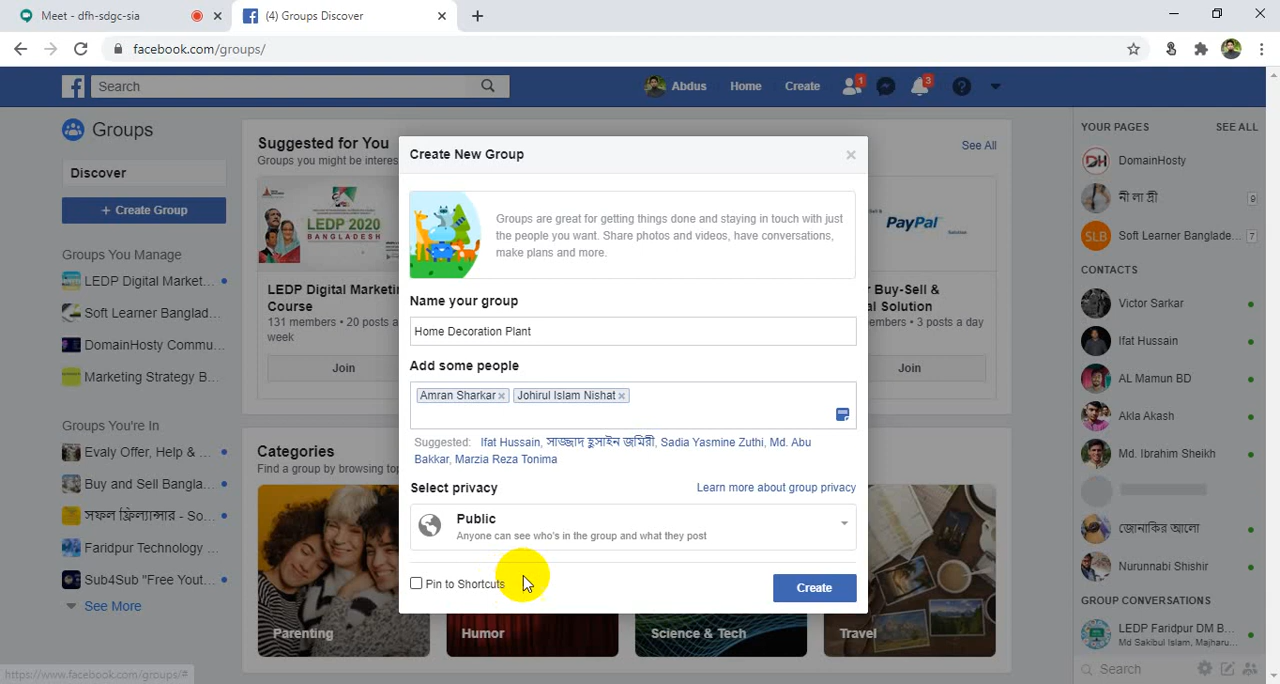 Meet - dfh-sdgc-sia
(4) Groups Discover
facebook.com/groups/
Search
Abdus
Home
Create
1
3
Groups
Discover
+ Create Group
Groups You Manage
LEDP Digital Market...
Soft Learner Banglad...
DomainHosty Commu...
Marketing Strategy B...
Groups You're In
Evaly Offer, Help & ...
Buy and Sell Bangla...
সফল ফ্রিল্যান্সার - So...
Faridpur Technology ...
Sub4Sub "Free Yout...
See More
Suggested for You
Groups you might be interes
See All
LEDP 2020
BANGLADESH
LEDP Digital Marketi
Course
131 members • 20 posts a
week
Join
PayPal
r Buy-Sell &
al Solution
embers • 3 posts a day
Join
Categories
Find a group by browsing top
Parenting
Humor
Science & Tech
Travel
Create New Group
Groups are great for getting things done and staying in touch with just
the people you want. Share photos and videos, have conversations,
make plans and more.
Name your group
Home Decoration Plant
Add some people
Amran Sharkar Johirul Islam Nishat
Suggested: Ifat Hussain, সাজ্জাদ হুসাইন জমিরী, Sadia Yasmine Zuthi, Md. Abu
Bakkar, Marzia Reza Tonima
Select privacy
Learn more about group privacy
Public
Anyone can see who's in the group and what they post
Pin to Shortcuts
Create
YOUR PAGES
SEE ALL
DH
DomainHosty
নী লা দ্রী
9
SLB
Soft Learner Banglade...
7
CONTACTS
Victor Sarkar
Ifat Hussain
AL Mamun BD
Akla Akash
Md. Ibrahim Sheikh
জোনাকির আলো
Nurunnabi Shishir
GROUP CONVERSATIONS
LEDP Faridpur DM B...
Md Sakibul Islam, Majharu...
Search
https://www.facebook.com/groups/#